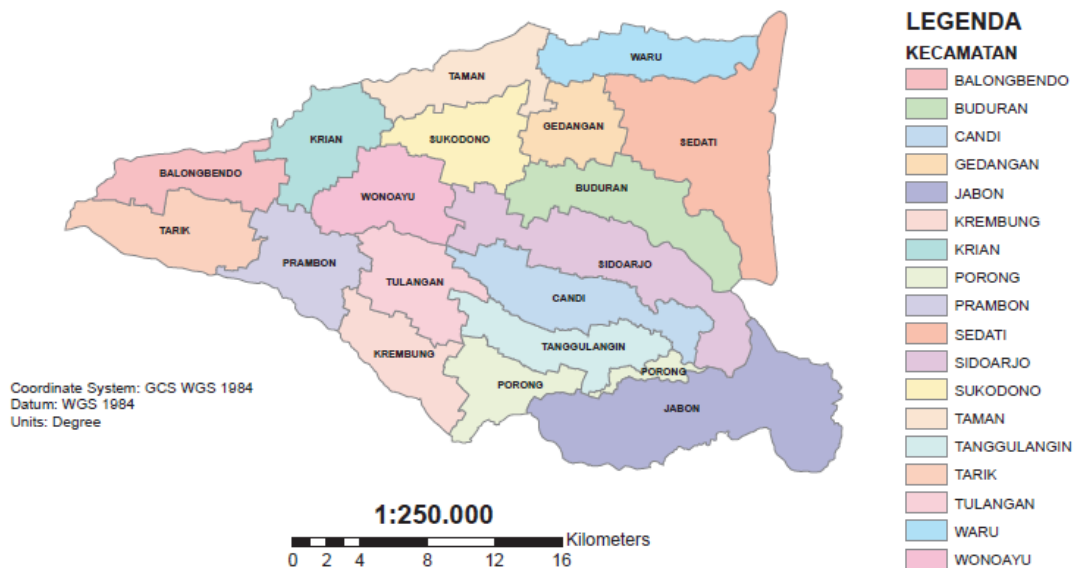 WARU
TAMAN
GEDANGAN
SUKODONO
KRIAN
SEDATI
BALONGBENDO
BUDURAN
WONOAYU
TARIK
PRAMBON
SIDOARJO
TULANGAN
CANDI
TANGGULANGIN
KREMBUNG
PORONG
PORONG
JABON
Coordinate System: GCS WGS 1984
Datum: WGS 1984
Units: Degree
1:250.000
Kilometers
0 2 4 8 12 16
LEGENDA
KECAMATAN
BALONGBENDO
BUDURAN
CANDI
GEDANGAN
JABON
KREMBUNG
KRIAN
PORONG
PRAMBON
SEDATI
SIDOARJO
SUKODONO
TAMAN
TANGGULANGIN
TARIK
TULANGAN
WARU
WONOAYU